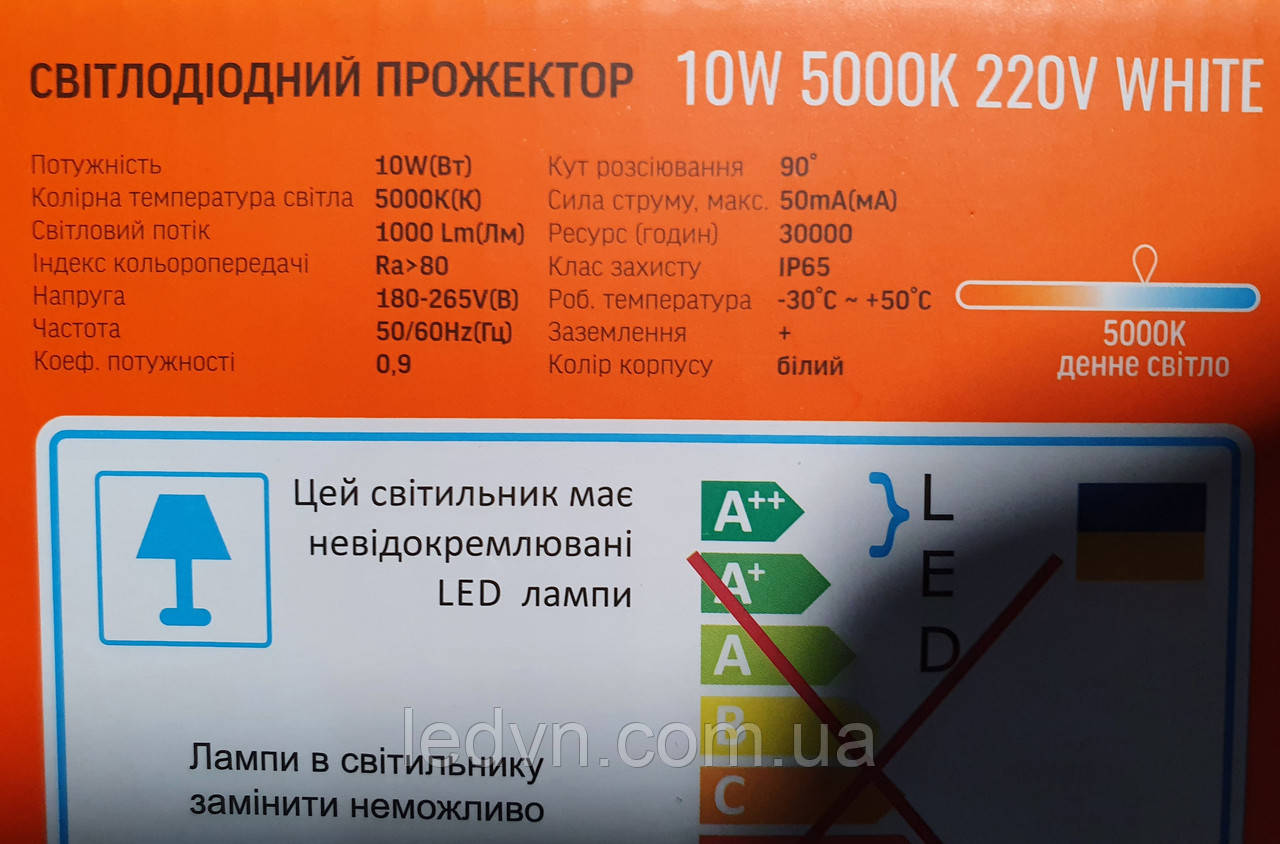 СВІТЛОДІОДНИЙ ПРОЖЕКТОР 10W 5000K 220V WHITE
Потужність 10W(Вт)
Колірна температура світла 5000K(К)
Світловий потік 1000 Lm(Лм)
Індекс кольоропередачі Ra>80
Напруга 180-265V(В)
Частота 50/60Hz(Гц)
Коеф. потужності 0,9
Кут розсіювання 90°
Сила струму, макс. 50mA(мА)
Ресурс (годин) 30000
Клас захисту IP65
Роб. температура -30°C ~ +50°C
Заземлення +
Колір корпусу білий
5000K
денне світло
Цей світильник має
невідокремлювані
LED лампи
A++
A+
A
B
C
L
E
D
Лампи в світильнику
замінити неможливо
ledvn.com.ua